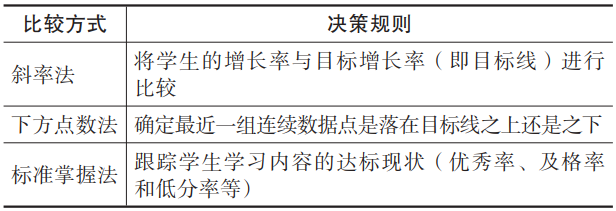 比较方式 决策规则
斜率法 将学生的增长率与目标增长率（即目标线）进行
比较
下方点数法 确定最近一组连续数据点是落在目标线之上还是之下
标准掌握法 跟踪学生学习内容的达标现状（优秀率、及格率
和低分率等）